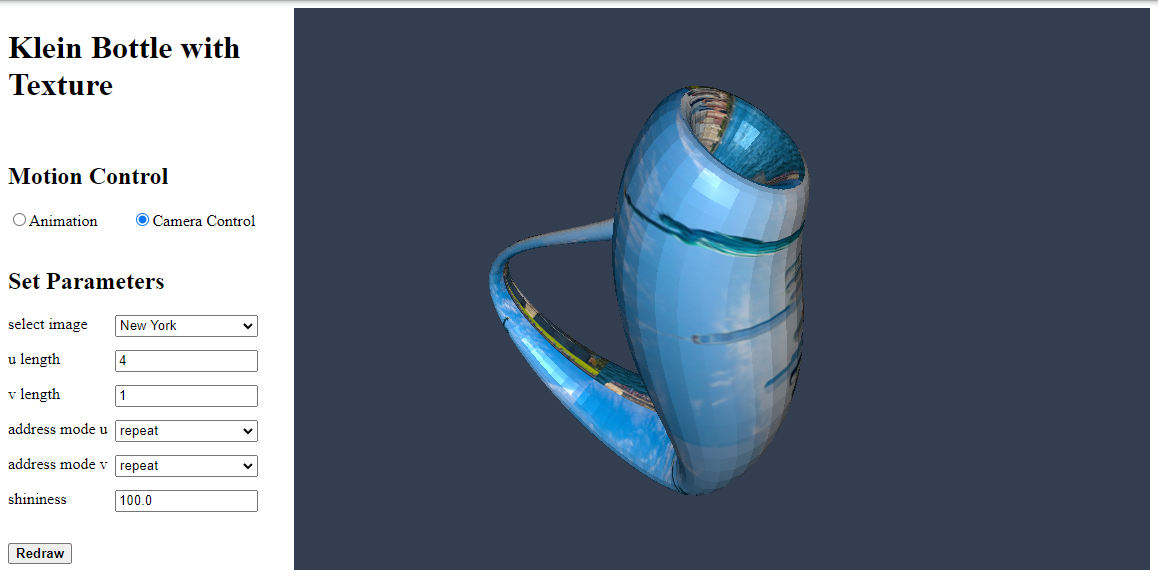 Klein Bottle with
Texture
Motion Control
Animation Camera Control
Set Parameters
select image New York
u length 4
v length 1
address mode u repeat
address mode v repeat
shininess 100.0
Redraw